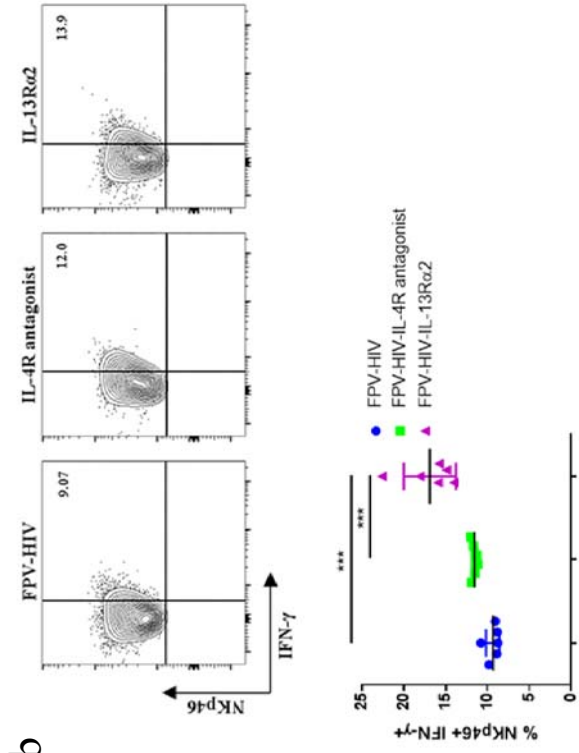 b
FPV-HIV
IL-4R antagonist
IL-13Rα2
9.07
12.0
13.9
NKp46
IFN-γ
% NKp46+ IFN-γ+
25
20
15
10
5
0
***
***
FPV-HIV
FPV-HIV-IL-4R antagonist
FPV-HIV-IL-13Rα2